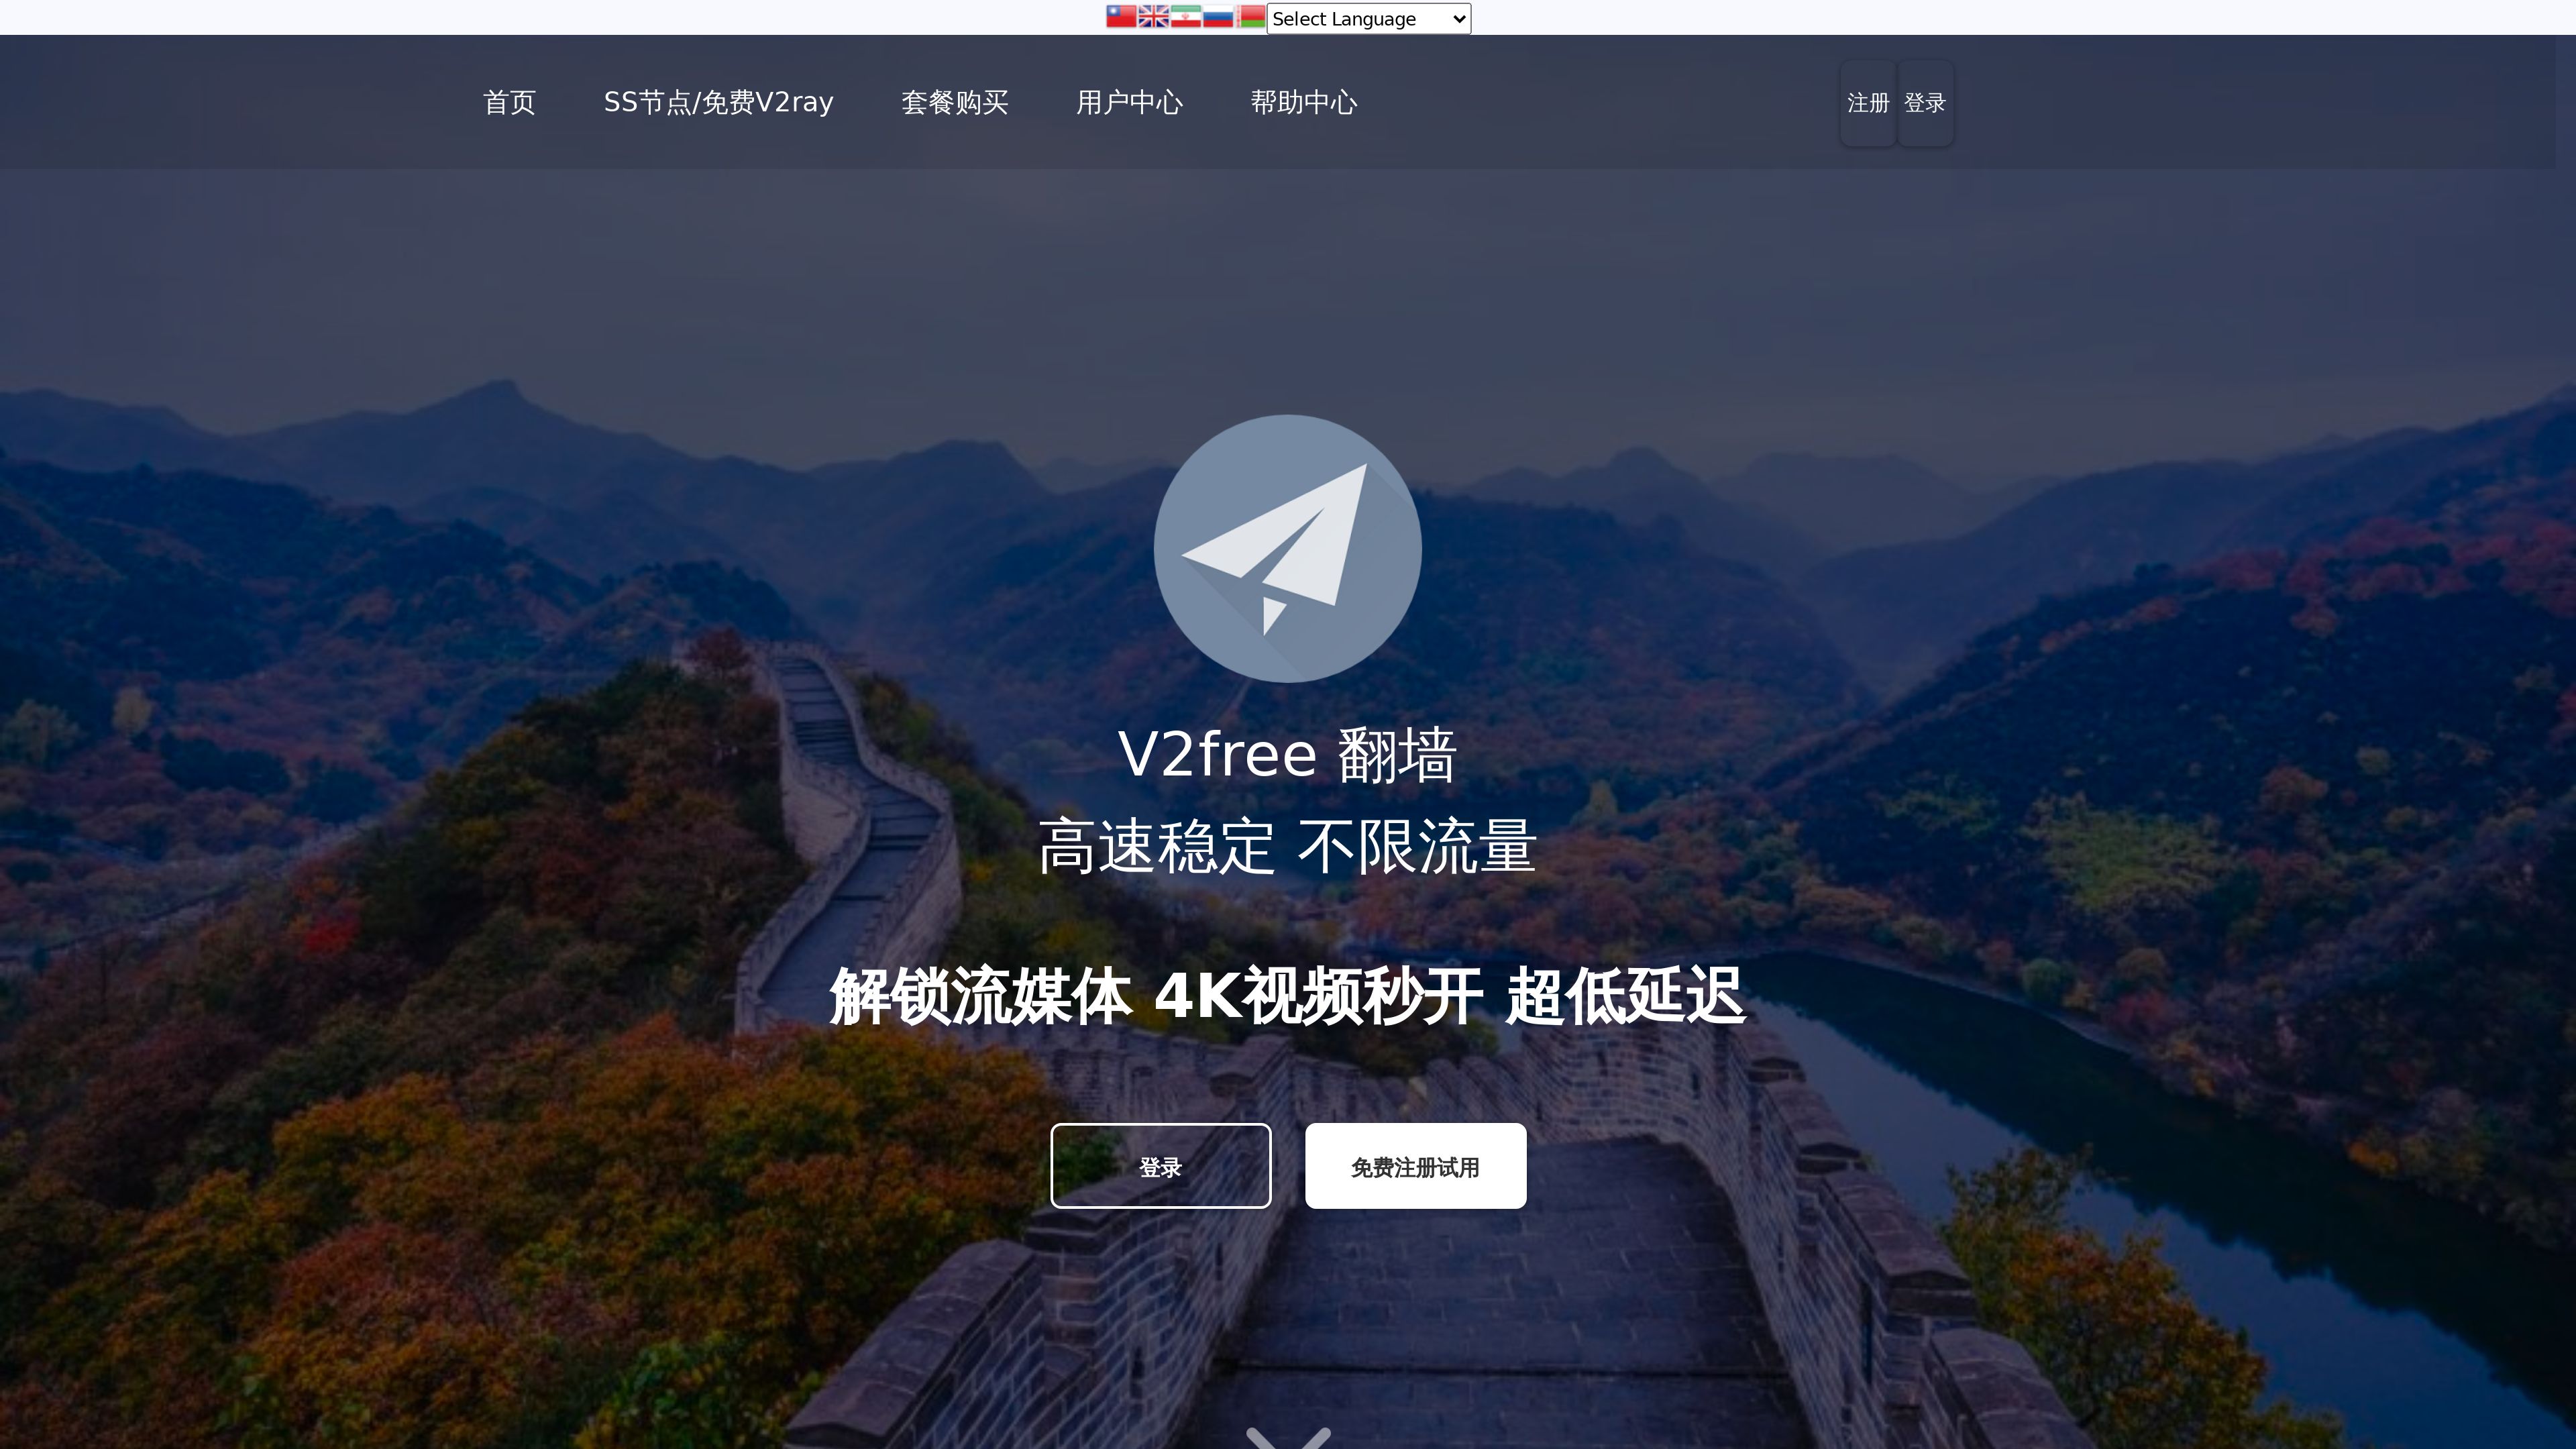 Select Language
首页 SS节点/免费V2ray 套餐购买 用户中心 帮助中心 注册 登录
V2free 翻墙
高速稳定 不限流量
解锁流媒体 4K视频秒开 超低延迟
登录 免费注册试用